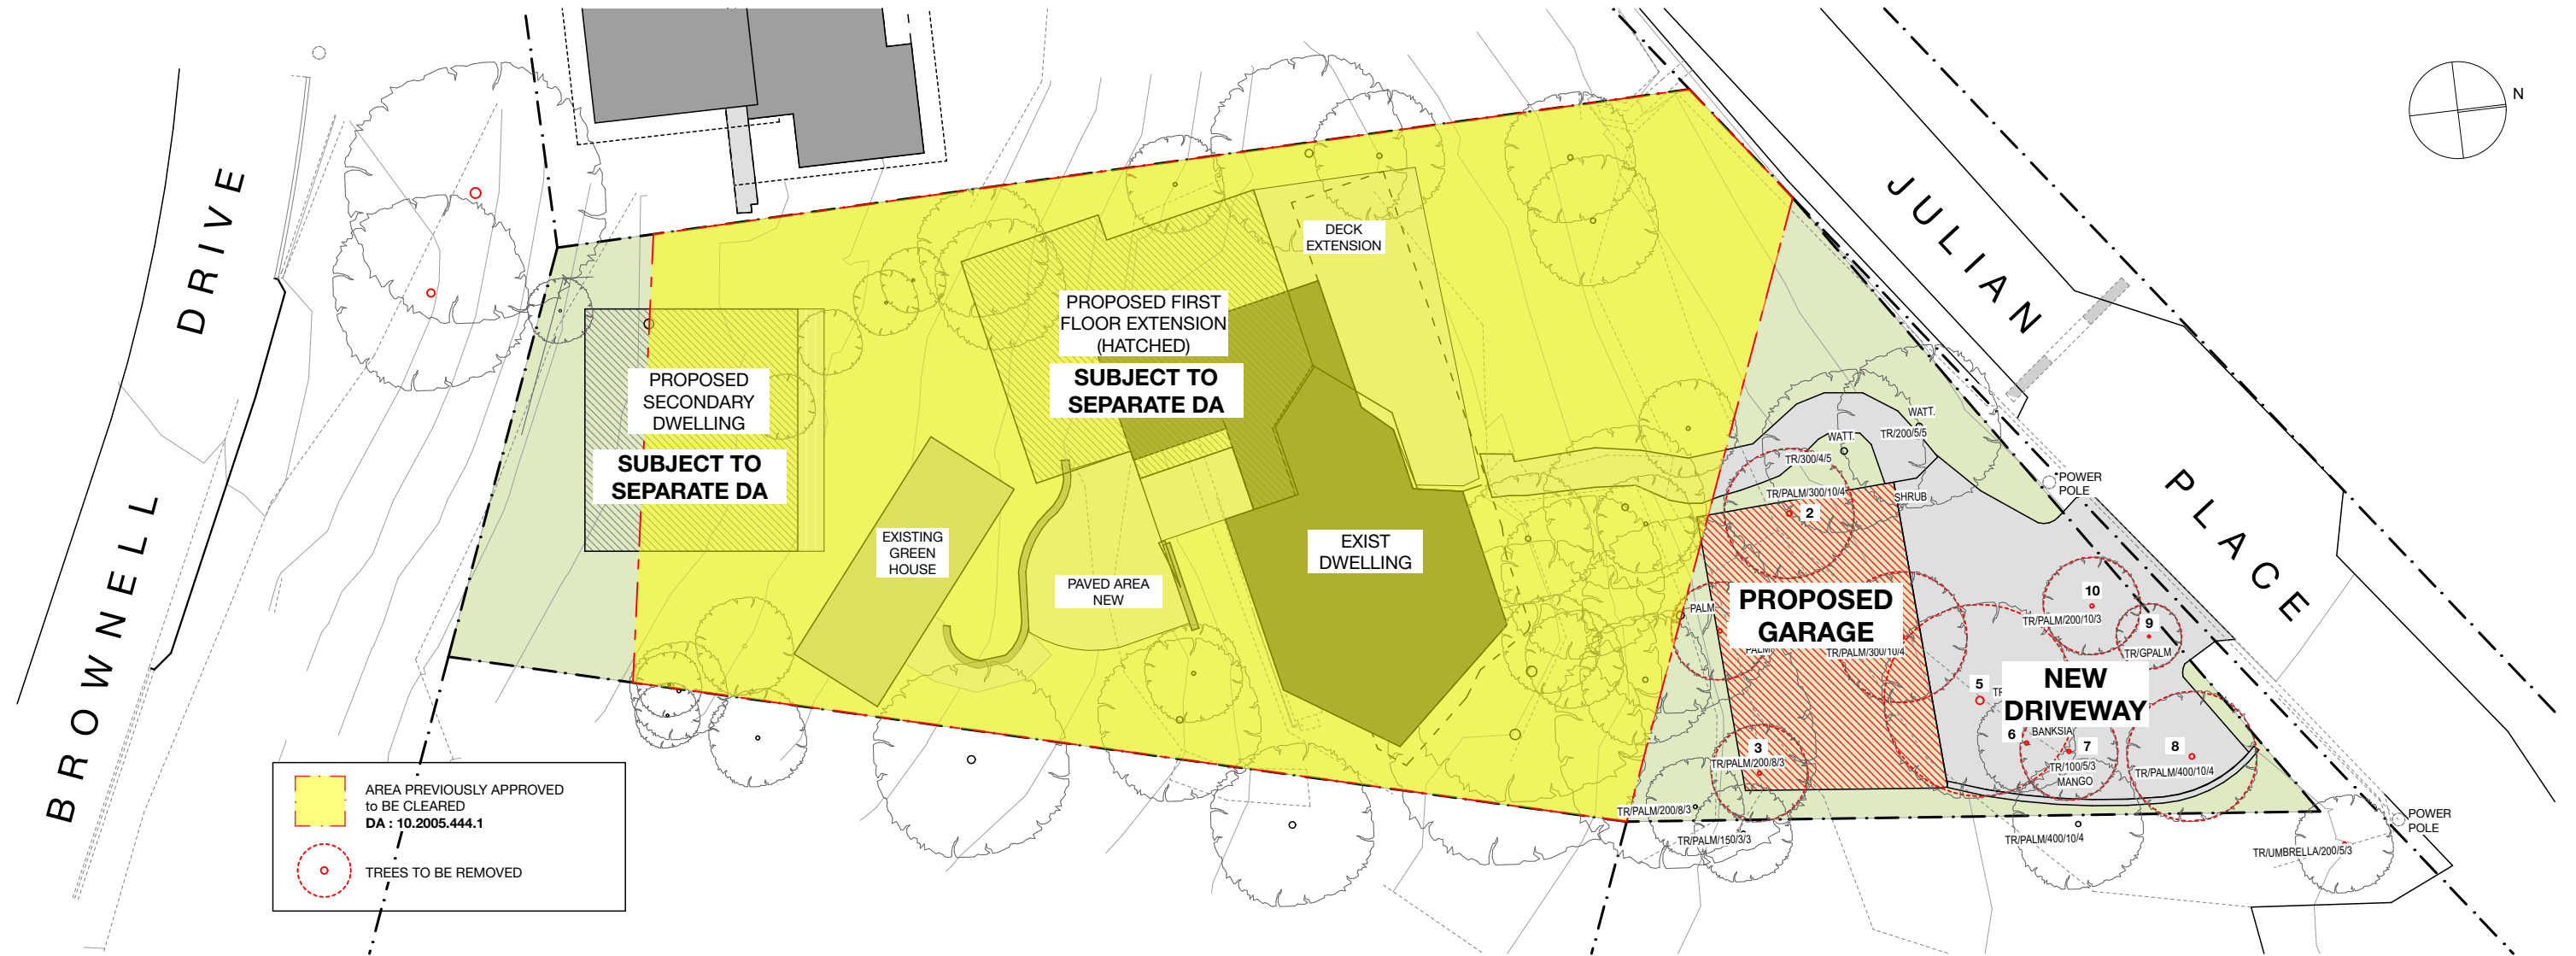 BROWNELL DRIVE
JULIAN PLACE
N
DECK
EXTENSION
PROPOSED FIRST
FLOOR EXTENSION
(HATCHED)
SUBJECT TO
SEPARATE DA
PROPOSED
SECONDARY
DWELLING
SUBJECT TO
SEPARATE DA
EXISTING
GREEN
HOUSE
PAVED AREA
NEW
EXIST
DWELLING
WATT.
TR/200/5/5
WATT.
TR/300/4/5
TR/PALM/300/10/4
2
SHRUB
POWER
POLE
PALM
PROPOSED
GARAGE
TR/PALM/300/10/4
10
TR/PALM/200/10/3
9
TR/GPALM
5
NEW
DRIVEWAY
6
BANKSIA
7
TR/100/5/3
MANGO
8
TR/PALM/400/10/4
3
TR/PALM/200/8/3
TR/PALM/200/8/3
TR/PALM/150/3/3
TR/PALM/400/10/4
POWER
POLE
TR/UMBRELLA/200/5/3
AREA PREVIOUSLY APPROVED
to BE CLEARED
DA : 10.2005.444.1
TREES TO BE REMOVED